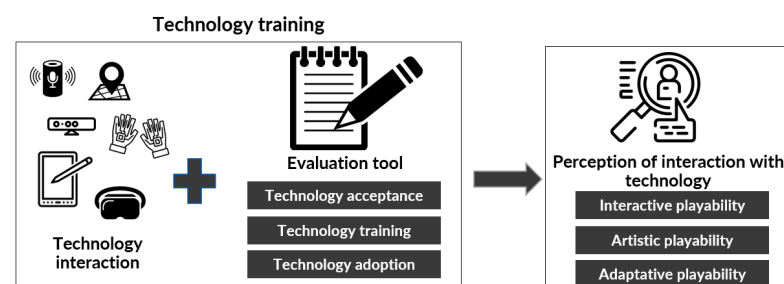 Technology training
Technology
interaction
Evaluation tool
Technology acceptance
Technology training
Technology adoption
Perception of interaction with
technology
Interactive playability
Artistic playability
Adaptative playability